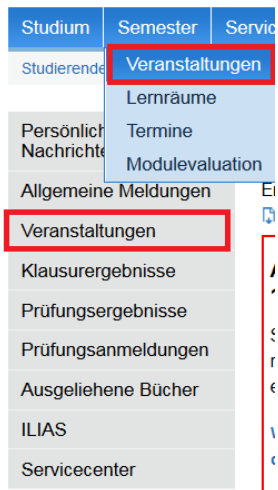 Studium Semester
Studierende
Veranstaltungen
Lernräume
Termine
Modulevaluation
Persönlich
Nachrichte
Allgemeine Meldungen
Veranstaltungen
Klausurergebnisse
Prüfungsergebnisse
Prüfungsanmeldungen
Ausgeliehene Bücher
ILIAS
Servicecenter